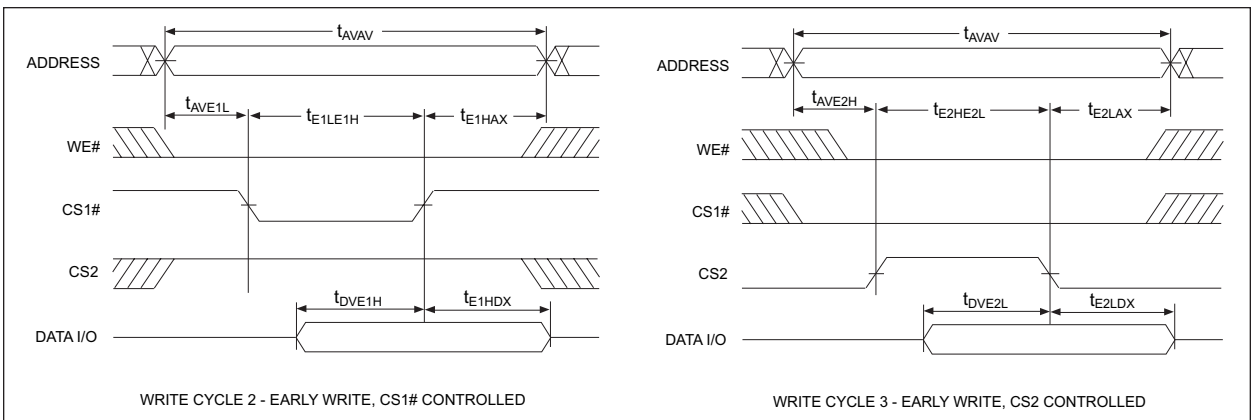 tAVAV
ADDRESS
tAVE1L tE1LE1H tE1HAX
WE#
CS1#
CS2
tDVE1H tE1HDX
DATA I/O
WRITE CYCLE 2 - EARLY WRITE, CS1# CONTROLLED
tAVAV
ADDRESS
tAVE2H tE2HE2L tE2LAX
WE#
CS1#
CS2
tDVE2L tE2LDX
DATA I/O
WRITE CYCLE 3 - EARLY WRITE, CS2 CONTROLLED